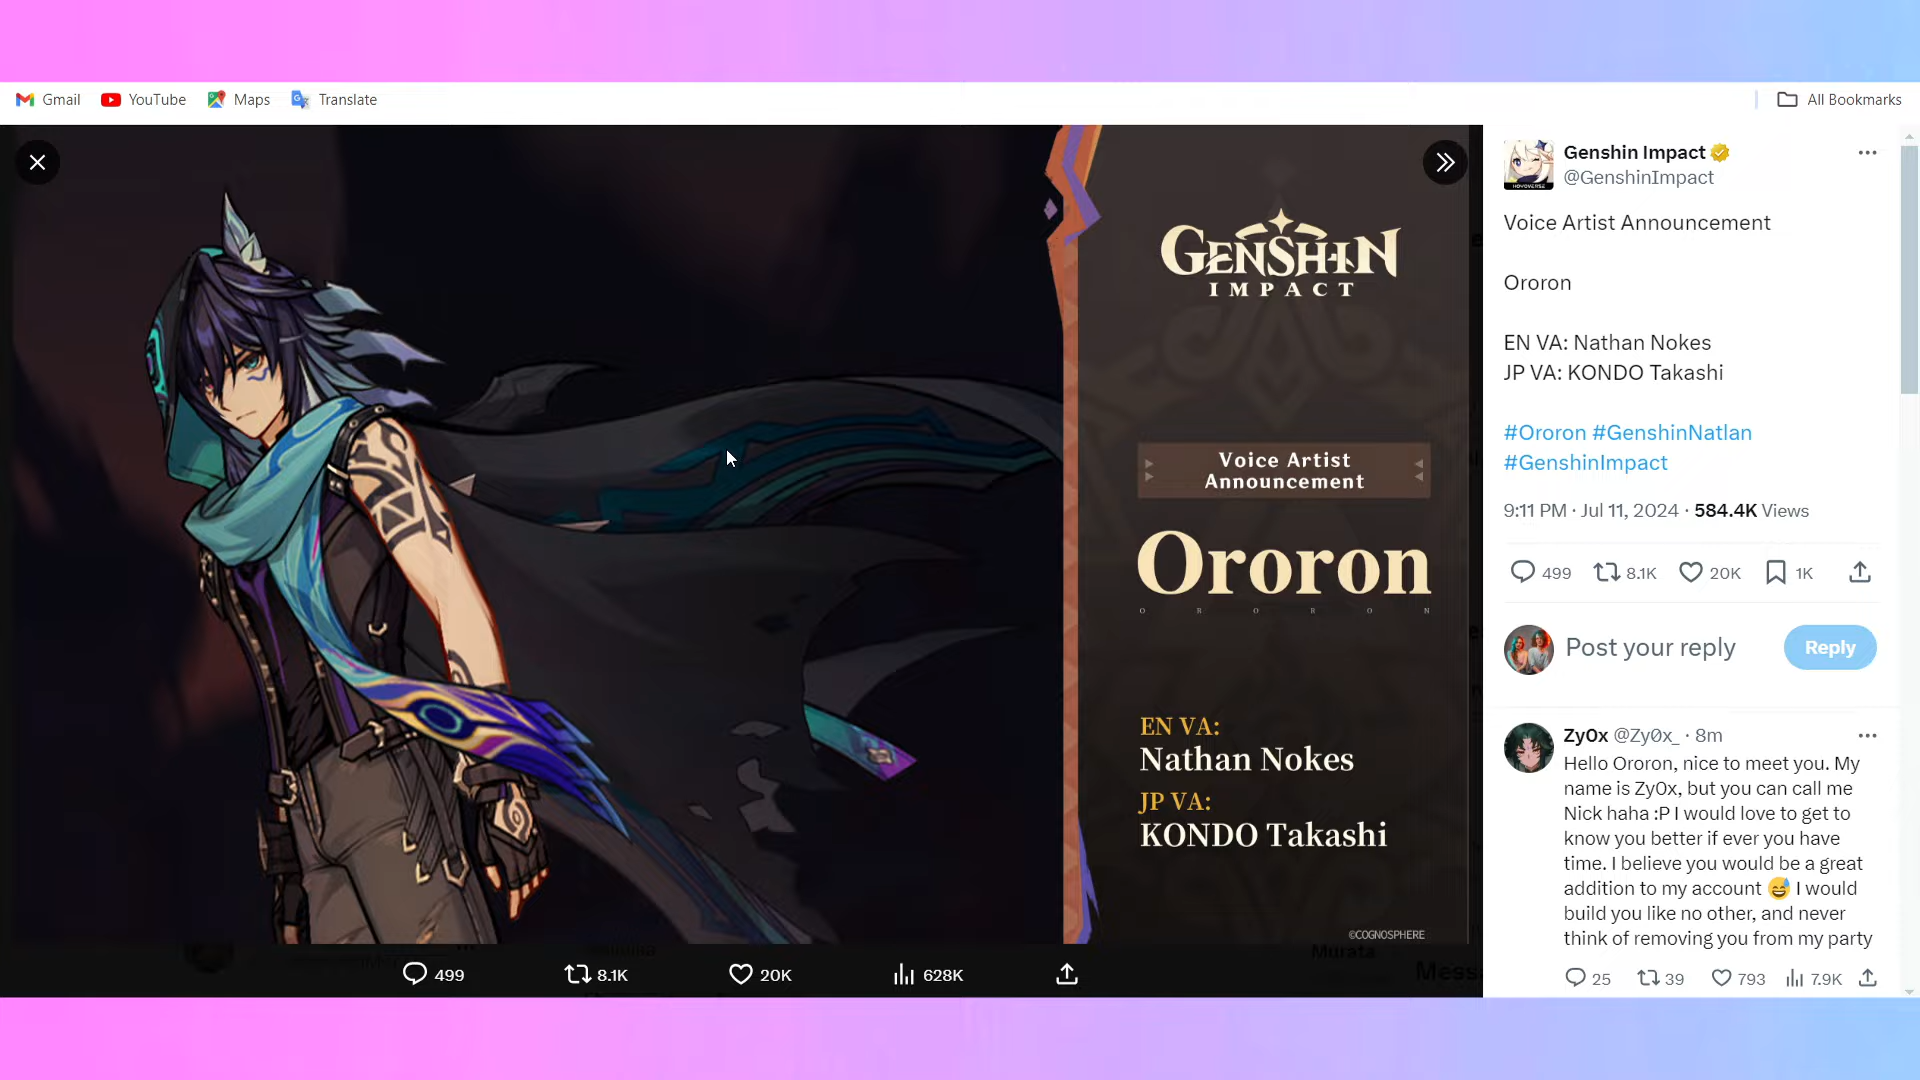 Gmail YouTube Maps Translate All Bookmarks
GENSHIN
IMPACT
Voice Artist
Announcement
Ororon
O R O R O N
EN VA:
Nathan Nokes
JP VA:
KONDO Takashi
©COGNOSPHERE
499 8.1K 20K 628K
Genshin Impact
@GenshinImpact
Voice Artist Announcement
Ororon
EN VA: Nathan Nokes
JP VA: KONDO Takashi
#Ororon #GenshinNatlan
#GenshinImpact
9:11 PM · Jul 11, 2024 · 584.4K Views
499 8.1K 20K 1K
Post your reply Reply
Zy0x @Zy0x_ · 8m
Hello Ororon, nice to meet you. My
name is Zy0x, but you can call me
Nick haha :P I would love to get to
know you better if ever you have
time. I believe you would be a great
addition to my account 😅 I would
build you like no other, and never
think of removing you from my party
25 39 793 7.9K